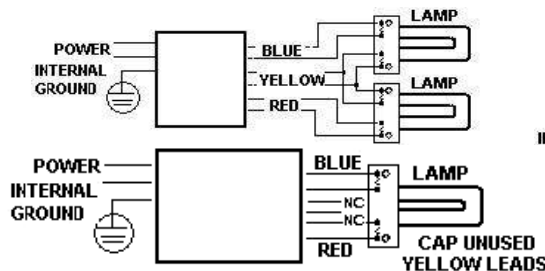 LAMP
POWER
BLUE
INTERNAL
GROUND
YELLOW
LAMP
RED
POWER
BLUE
LAMP
INTERNAL
GROUND
NC
NC
RED
CAP UNUSED
YELLOW LEADS